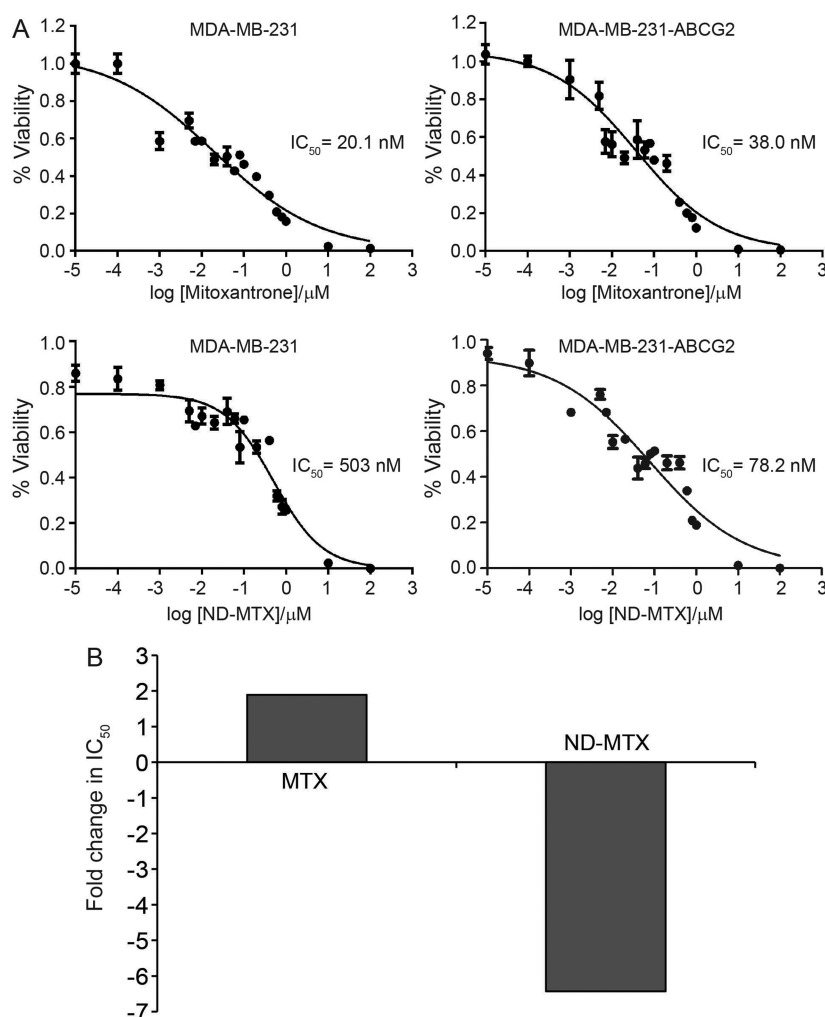 A
MDA-MB-231
% Viability
1.2
1.0
0.8
0.6
0.4
0.2
0.0
IC50= 20.1 nM
-5 -4 -3 -2 -1 0 1 2 3
log [Mitoxantrone]/μM
MDA-MB-231-ABCG2
% Viability
1.2
1.0
0.8
0.6
0.4
0.2
0.0
IC50= 38.0 nM
-5 -4 -3 -2 -1 0 1 2 3
log [Mitoxantrone]/μM
MDA-MB-231
% Viability
1.0
0.8
0.6
0.4
0.2
0.0
IC50= 503 nM
-5 -4 -3 -2 -1 0 1 2 3
log [ND-MTX]/μM
MDA-MB-231-ABCG2
% Viability
1.0
0.8
0.6
0.4
0.2
0.0
IC50= 78.2 nM
-5 -4 -3 -2 -1 0 1 2 3
log [ND-MTX]/μM
B
Fold change in IC50
3
2
1
0
-1
-2
-3
-4
-5
-6
-7
ND-MTX
MTX